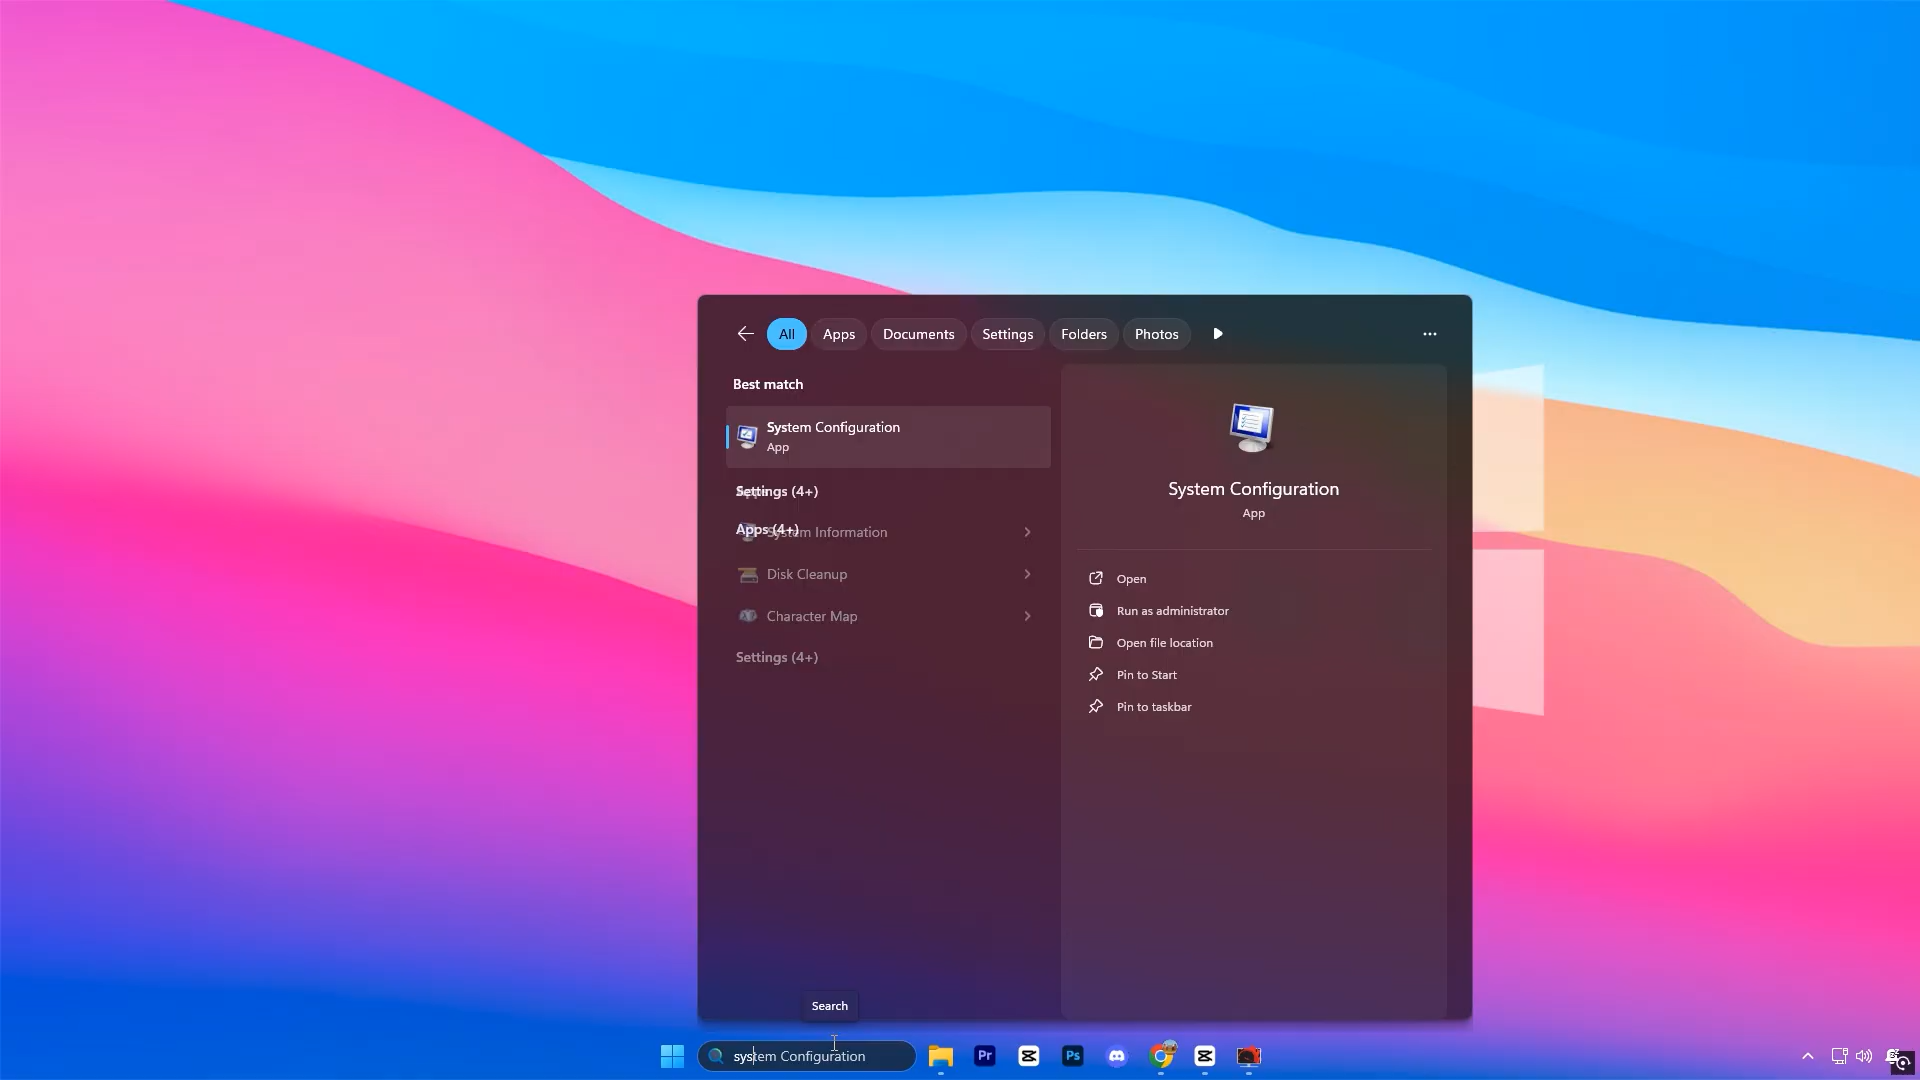 All
Apps
Documents
Settings
Folders
Photos
Best match
System Configuration
App
Settings (4+)
Apps (4+)
System Information
Disk Cleanup
Character Map
Settings (4+)
System Configuration
App
Open
Run as administrator
Open file location
Pin to Start
Pin to taskbar
Search
system Configuration
Pr
Ps